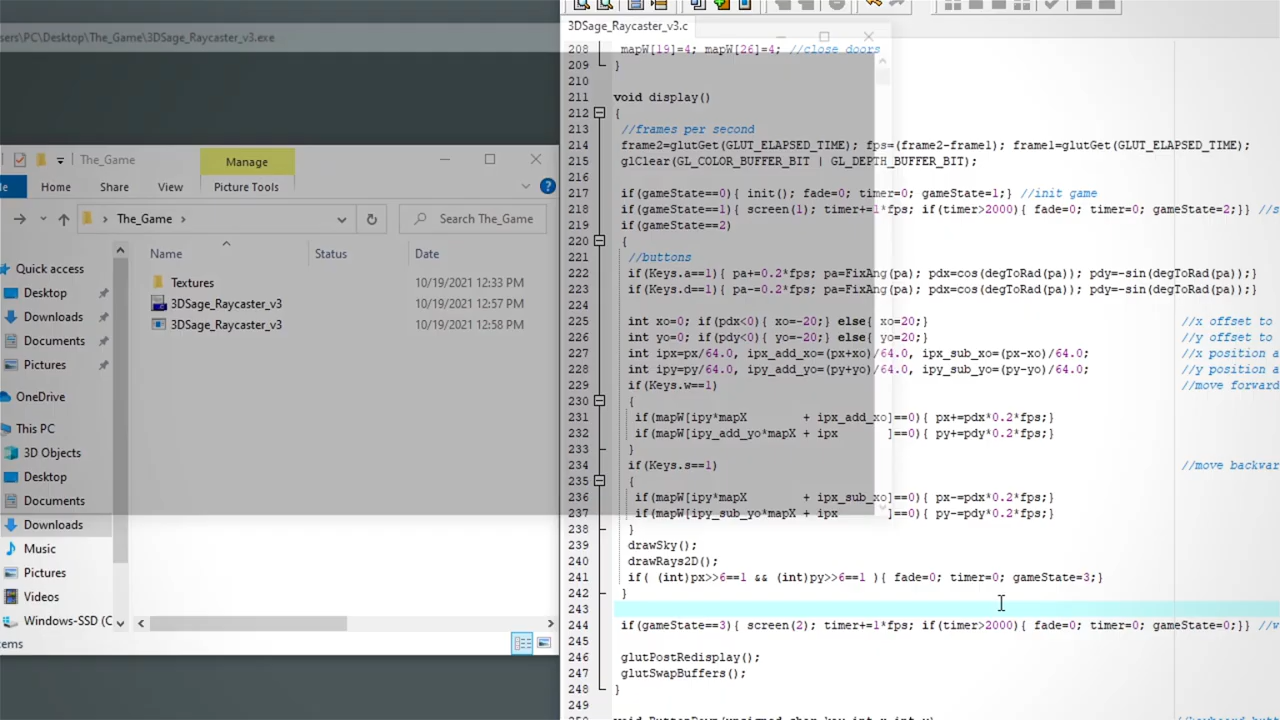 sers\PC\Desktop\The_Game\3DSage_Raycaster_v3.exe
The_Game
Manage
Home
Share
View
Picture Tools
The_Game
Search The_Game
Name
Status
Date
Quick access
Desktop
Downloads
Documents
Pictures
OneDrive
This PC
3D Objects
Desktop
Documents
Downloads
Music
Pictures
Videos
Windows-SSD (C
Textures 10/19/2021 12:33 PM
3DSage_Raycaster_v3 10/19/2021 12:57 PM
3DSage_Raycaster_v3 10/19/2021 12:58 PM
tems
3DSage_Raycaster_v3.c
208 mapW[19]=4; mapW[26]=4; //close doors
209 }
210
211 void display()
212 {
213 //frames per second
214 frame2=glutGet(GLUT_ELAPSED_TIME); fps=(frame2-frame1); frame1=glutGet(GLUT_ELAPSED_TIME);
215 glClear(GL_COLOR_BUFFER_BIT | GL_DEPTH_BUFFER_BIT);
216
217 if(gameState==0){ init(); fade=0; timer=0; gameState=1;} //init game
218 if(gameState==1){ screen(1); timer+=1*fps; if(timer>2000){ fade=0; timer=0; gameState=2;}} //s
219 if(gameState==2)
220 {
221 //buttons
222 if(Keys.a==1){ pa+=0.2*fps; pa=FixAng(pa); pdx=cos(degToRad(pa)); pdy=-sin(degToRad(pa));}
223 if(Keys.d==1){ pa-=0.2*fps; pa=FixAng(pa); pdx=cos(degToRad(pa)); pdy=-sin(degToRad(pa));}
224
225 int xo=0; if(pdx<0){ xo=-20;} else{ xo=20;} //x offset to
226 int yo=0; if(pdy<0){ yo=-20;} else{ yo=20;} //y offset to
227 int ipx=px/64.0, ipx_add_xo=(px+xo)/64.0, ipx_sub_xo=(px-xo)/64.0; //x position a
228 int ipy=py/64.0, ipy_add_yo=(py+yo)/64.0, ipy_sub_yo=(py-yo)/64.0; //y position a
229 if(Keys.w==1) //move forward
230 {
231 if(mapW[ipy*mapX + ipx_add_xo]==0){ px+=pdx*0.2*fps;}
232 if(mapW[ipy_add_yo*mapX + ipx ]==0){ py+=pdy*0.2*fps;}
233 }
234 if(Keys.s==1) //move backwar
235 {
236 if(mapW[ipy*mapX + ipx_sub_xo]==0){ px-=pdx*0.2*fps;}
237 if(mapW[ipy_sub_yo*mapX + ipx ]==0){ py-=pdy*0.2*fps;}
238 }
239 drawSky();
240 drawRays2D();
241 if( (int)px>>6==1 && (int)py>>6==1 ){ fade=0; timer=0; gameState=3;}
242 }
243
244 if(gameState==3){ screen(2); timer+=1*fps; if(timer>2000){ fade=0; timer=0; gameState=0;}} //w
245
246 glutPostRedisplay();
247 glutSwapBuffers();
248 }
249